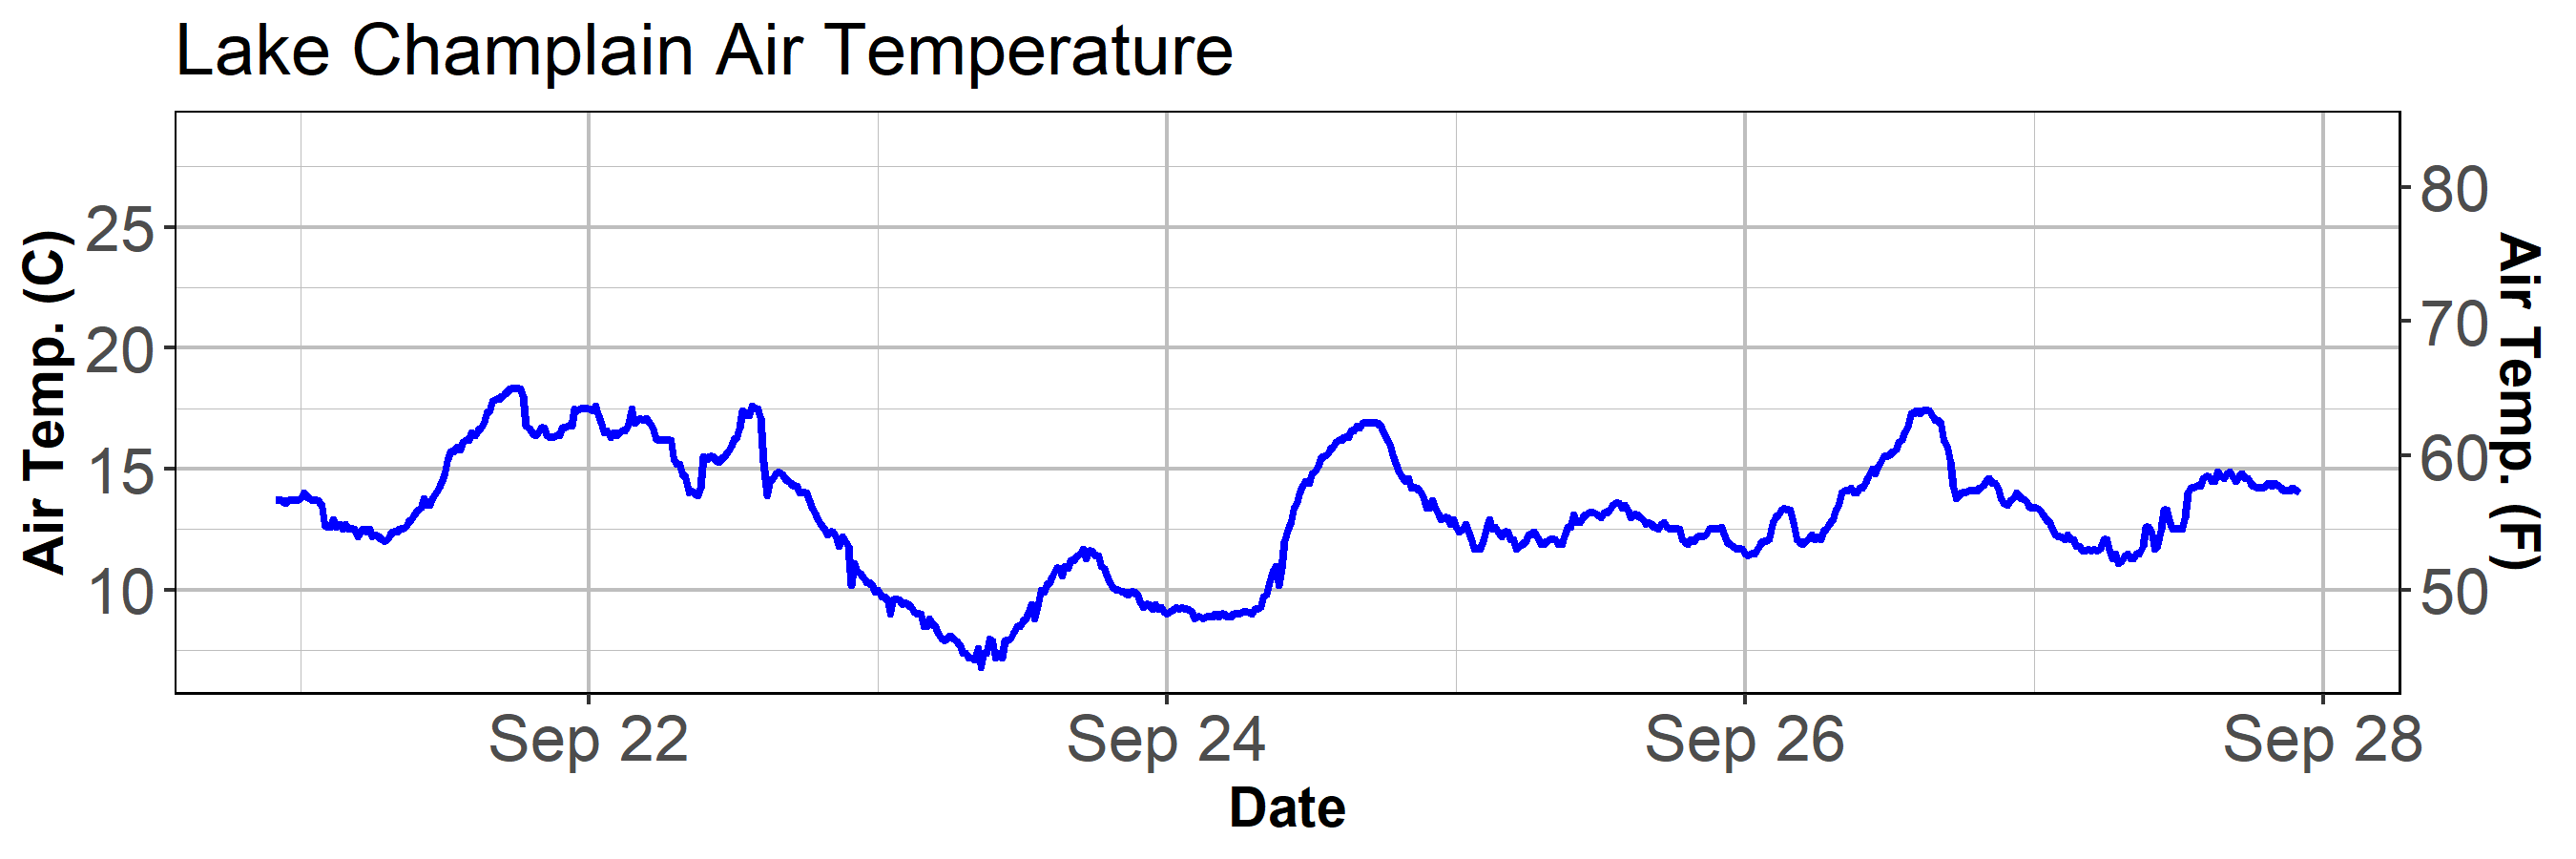 Lake Champlain Air Temperature
Air Temp. (C)
25
20
15
10
80
70
60
50
Air Temp. (F)
Sep 22
Sep 24
Sep 26
Sep 28
Date